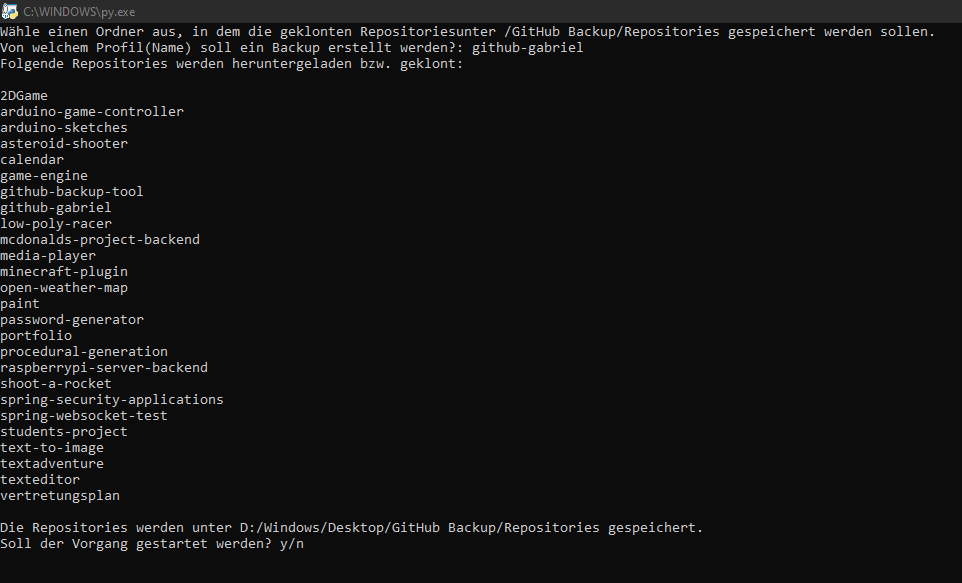 C:\WINDOWS\py.exe
Wähle einen Ordner aus, in dem die geklonten Repositoriesunter /GitHub Backup/Repositories gespeichert werden sollen.
Von welchem Profil(Name) soll ein Backup erstellt werden?: github-gabriel
Folgende Repositories werden heruntergeladen bzw. geklont:
2DGame
arduino-game-controller
arduino-sketches
asteroid-shooter
calendar
game-engine
github-backup-tool
github-gabriel
low-poly-racer
mcdonalds-project-backend
media-player
minecraft-plugin
open-weather-map
paint
password-generator
portfolio
procedural-generation
raspberrypi-server-backend
shoot-a-rocket
spring-security-applications
spring-websocket-test
students-project
text-to-image
textadventure
texteditor
vertretungsplan
Die Repositories werden unter D:/Windows/Desktop/GitHub Backup/Repositories gespeichert.
Soll der Vorgang gestartet werden? y/n